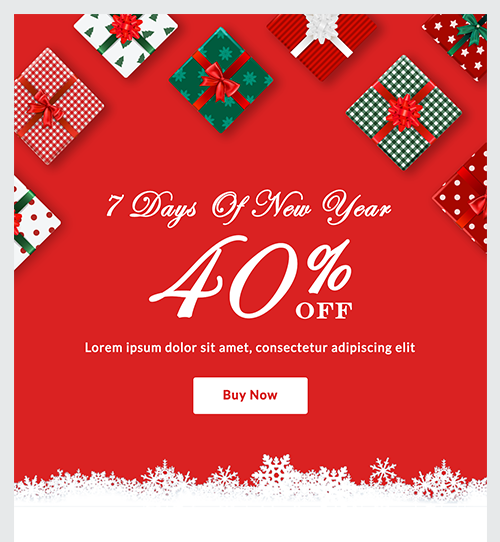 7 Days Of New Year
40%
OFF
Lorem ipsum dolor sit amet, consectetur adipiscing elit
Buy Now